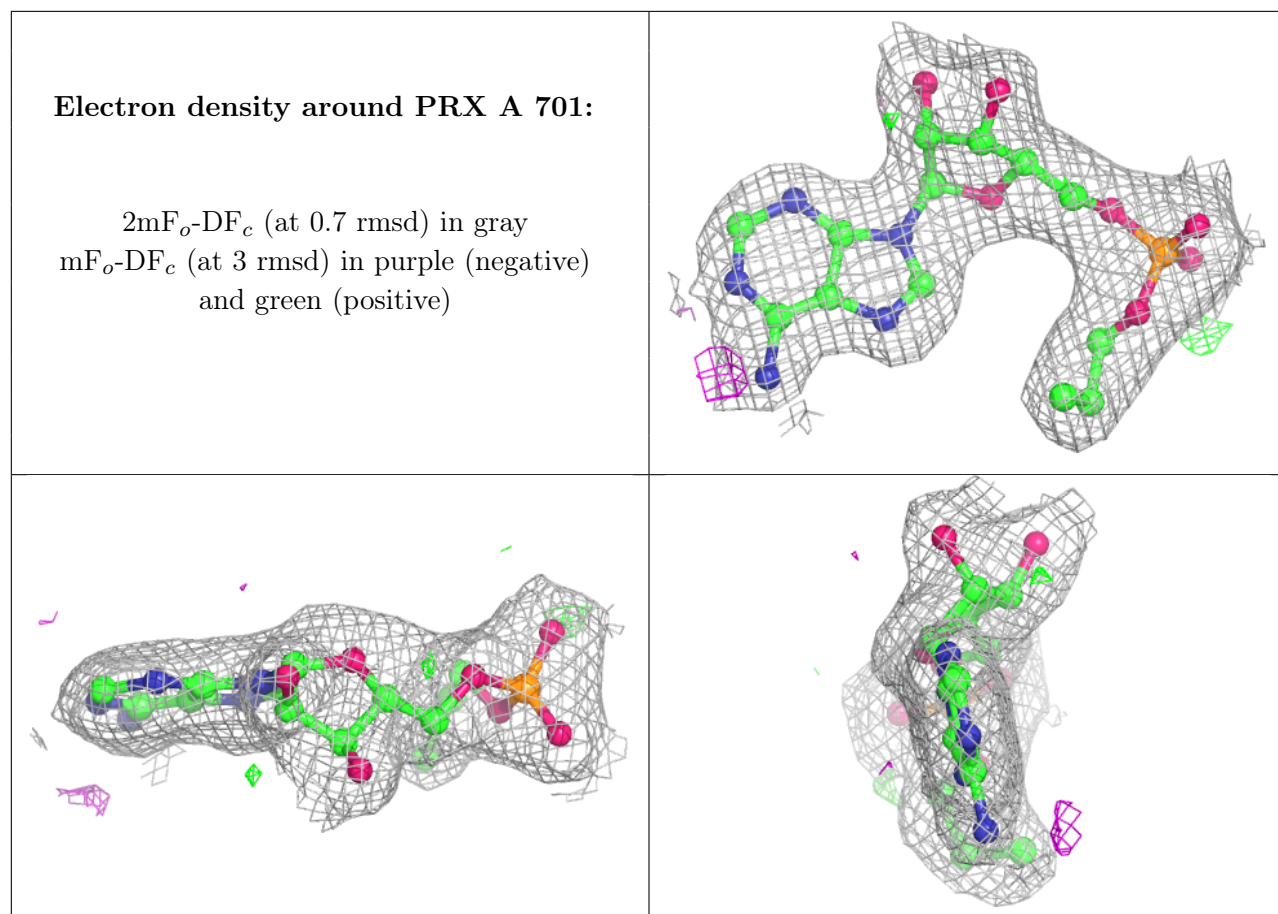 Electron density around PRX A 701:
2mFo-DFc (at 0.7 rmsd) in gray
mFo-DFc (at 3 rmsd) in purple (negative)
and green (positive)